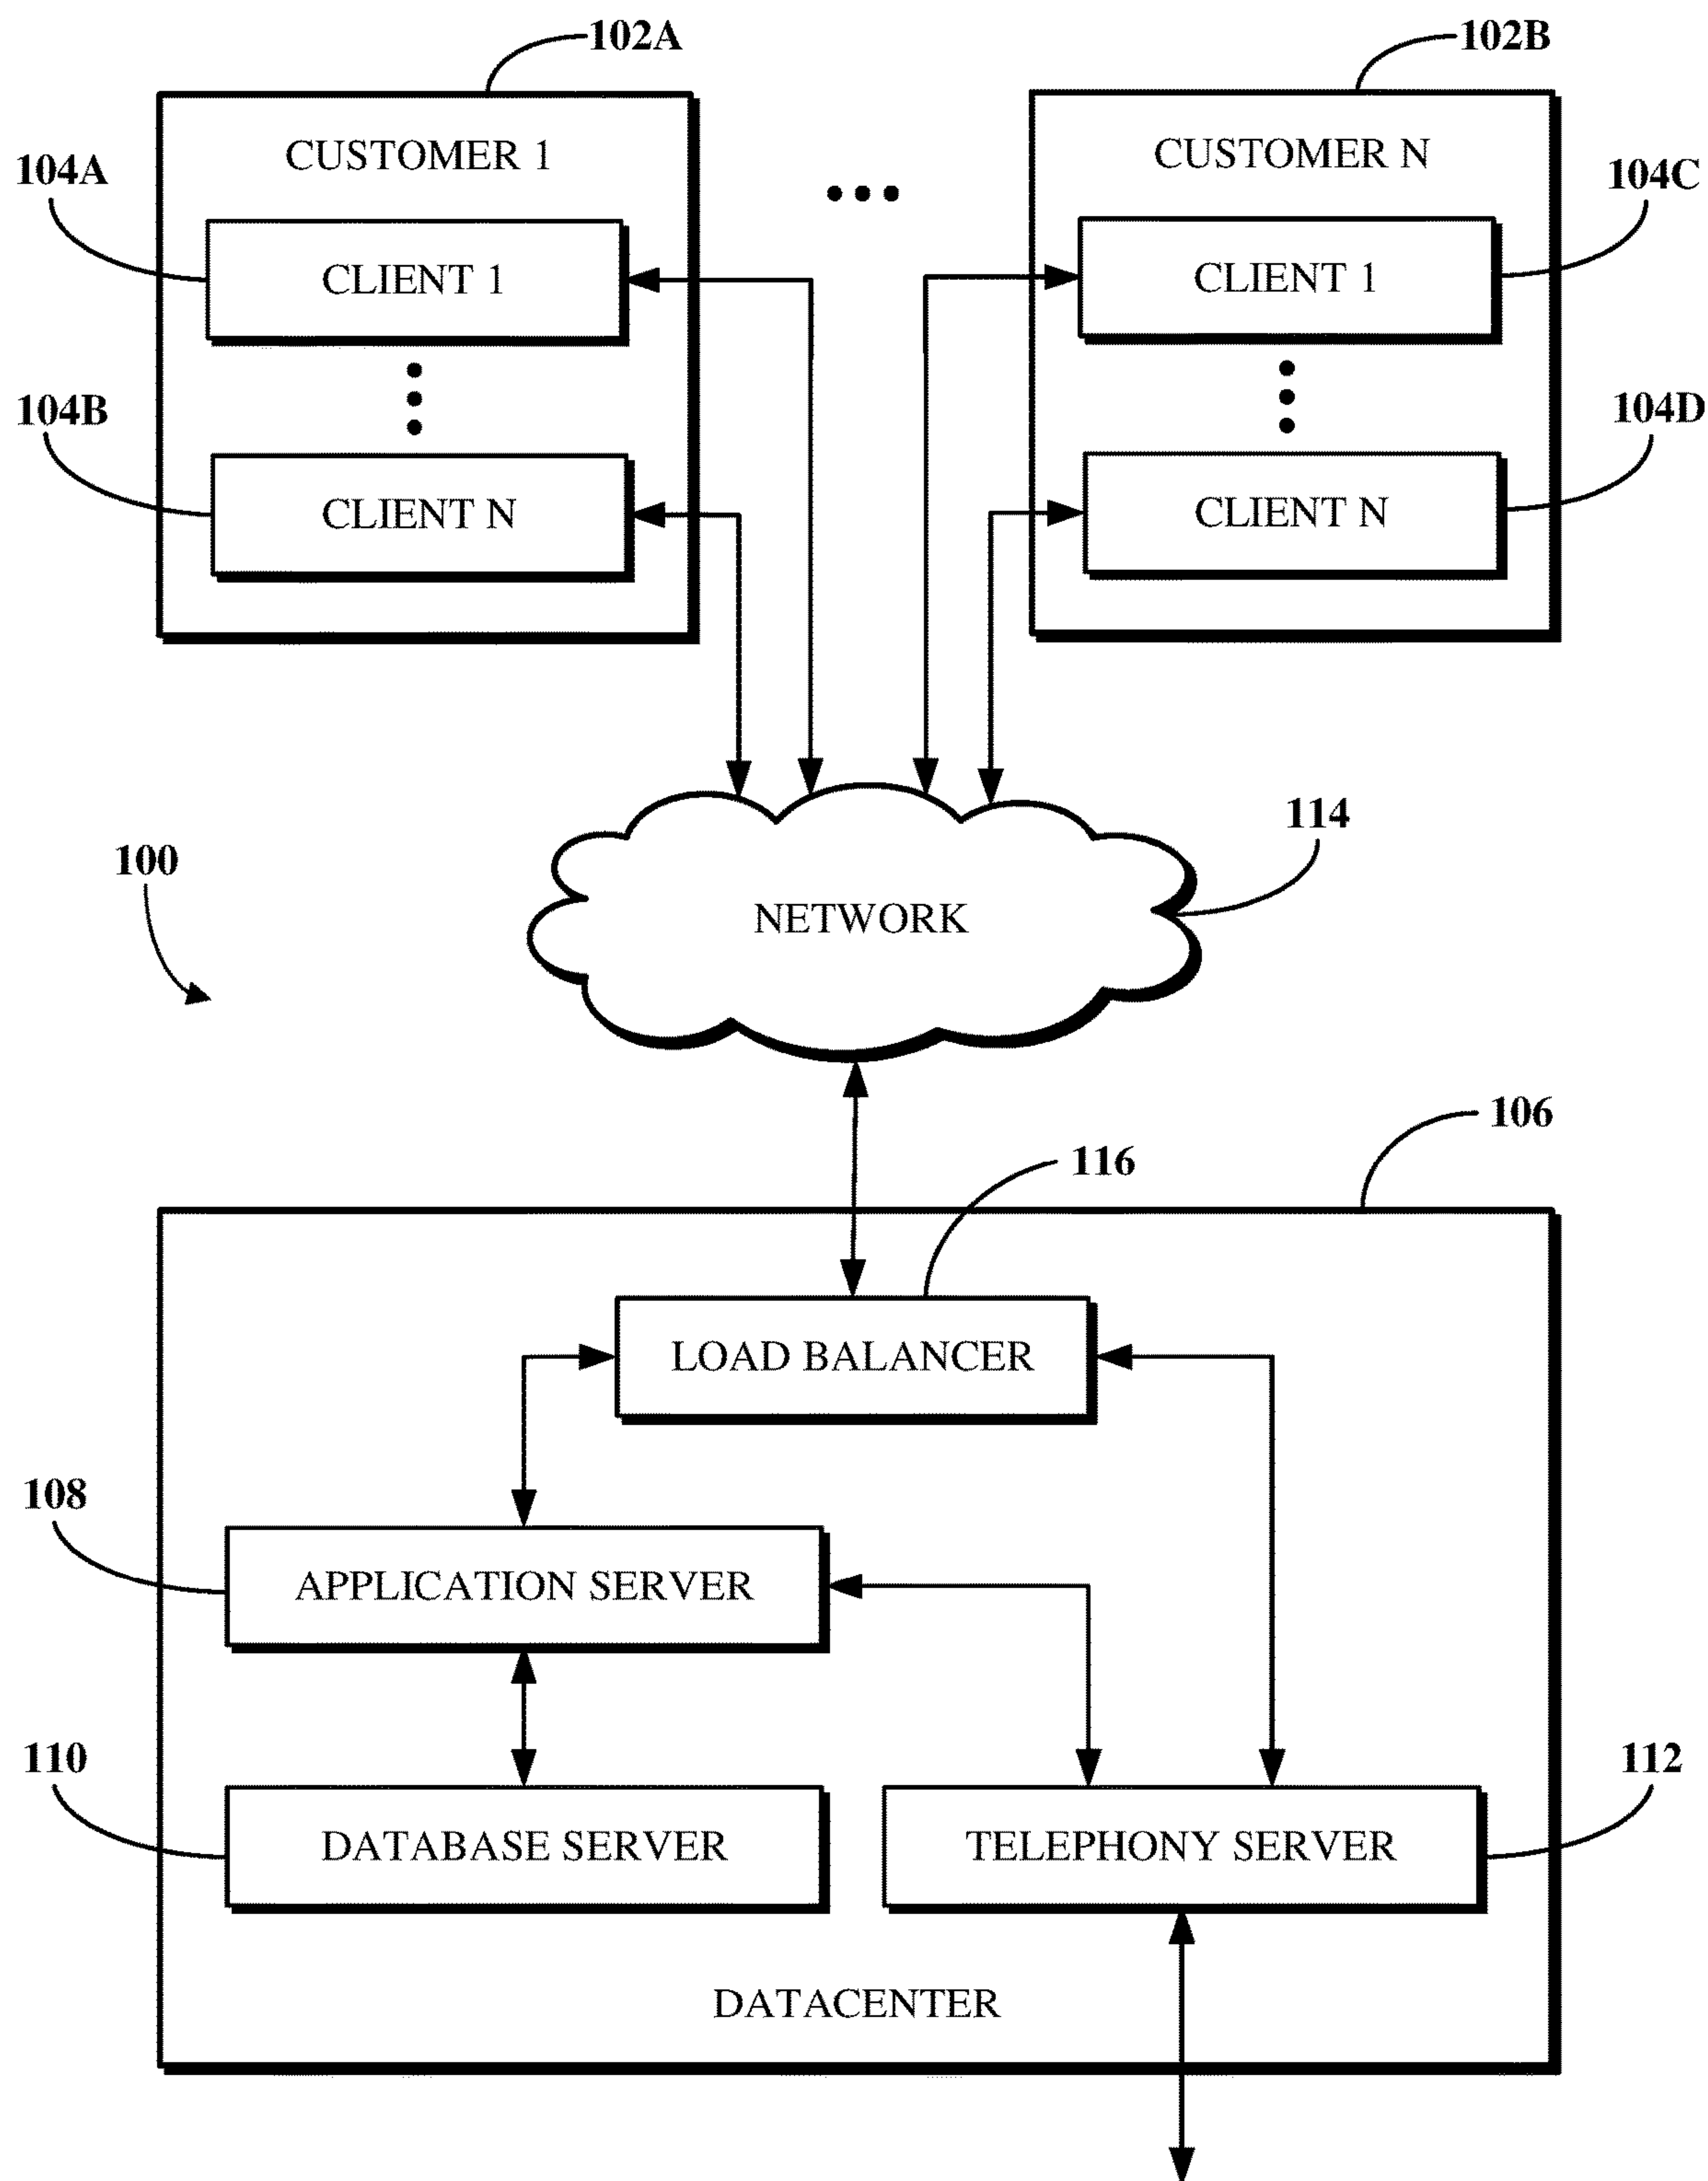 102A
102B
CUSTOMER 1
CUSTOMER N
104A
104C
CLIENT 1
CLIENT 1
104B
104D
CLIENT N
CLIENT N
114
100
NETWORK
106
116
LOAD BALANCER
108
APPLICATION SERVER
110
112
DATABASE SERVER
TELEPHONY SERVER
DATACENTER